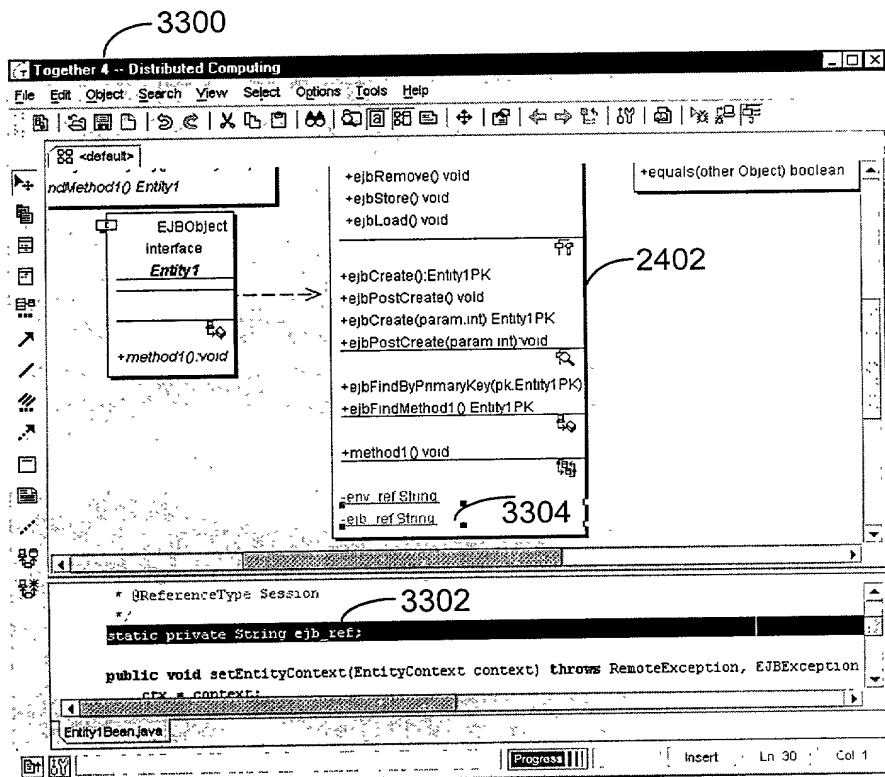 3300
Together 4 -- Distributed Computing
File Edit Object Search View Select Options Tools Help
<default>
ndMethod1() Entity1
EJBObject
interface
Entity1
+method1():void
+ejbRemove() void
+ejbStore() void
+ejbLoad() void
+ejbCreate():Entity1PK
+ejbPostCreate() void
+ejbCreate(param.int) Entity1PK
+ejbPostCreate(param int):void
+ejbFindByPrimaryKey(pk.Entity1PK)
+ejbFindMethod1() Entity1PK
+method1() void
-env_ref String
-ejb_ref String
+equals(other Object) boolean
2402
3304
* @ReferenceType Session
*/
3302
static private String ejb_ref;
public void setEntityContext(EntityContext context) throws RemoteException, EJBException
ctx = context;
Entity1Bean.java
Progress Insert Ln 30 Col 1